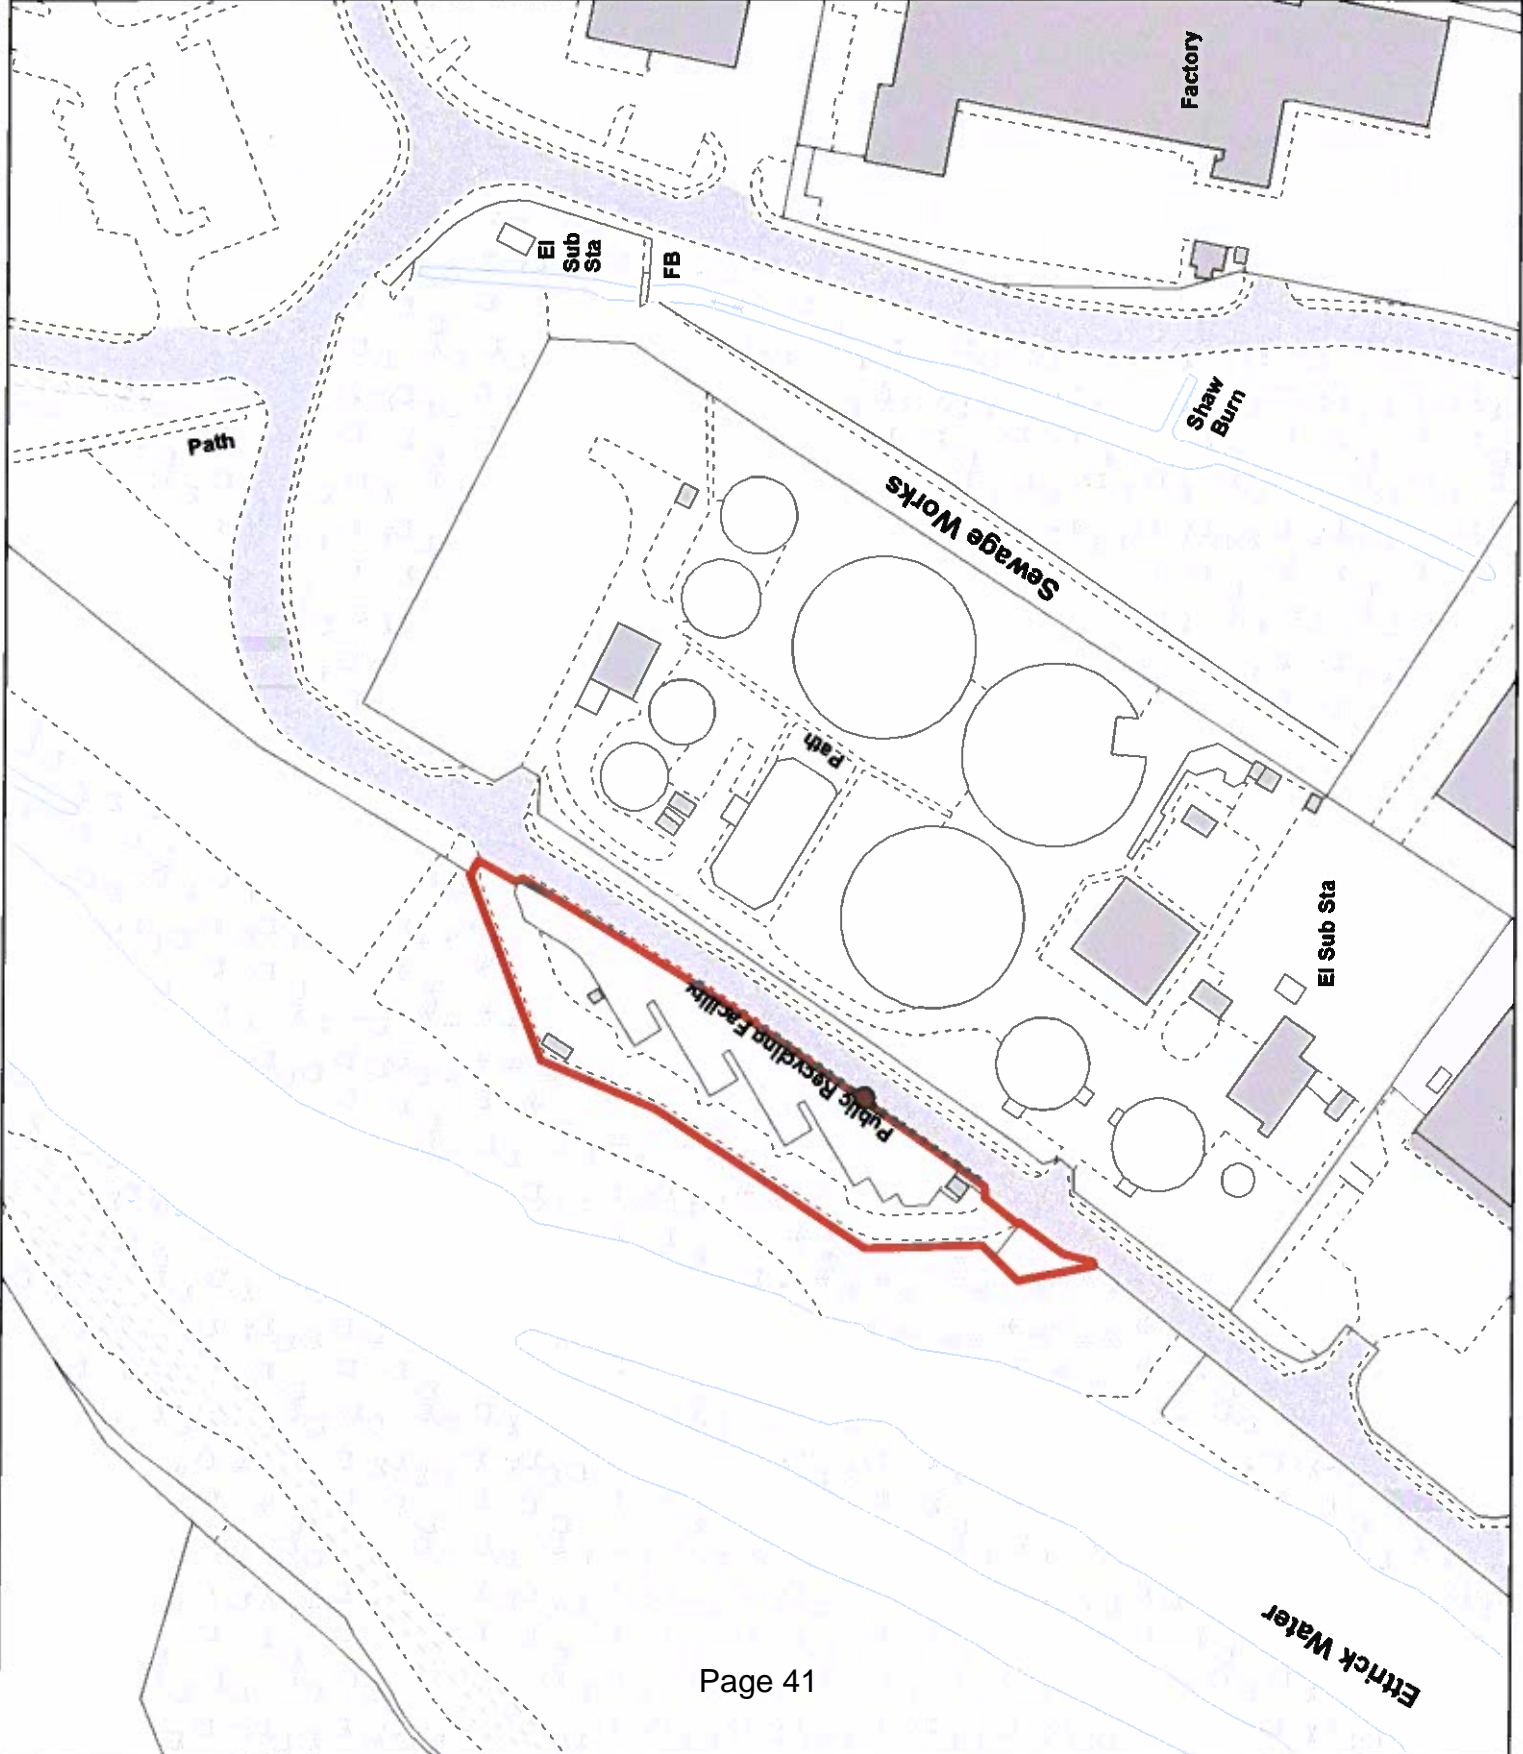 Factory
El
Sub
Sta
FB
Shaw
Burn
Path
Sewage Works
Path
El Sub Sta
Public Recycling Facility
Ettrick Water
Page 41